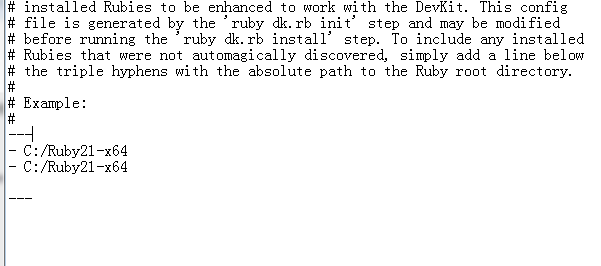 # installed Rubies to be enhanced to work with the DevKit. This config
# file is generated by the 'ruby dk.rb init' step and may be modified
# before running the 'ruby dk.rb install' step. To include any installed
# Rubies that were not automagically discovered, simply add a line below
# the triple hyphens with the absolute path to the Ruby root directory.
#
# Example:
#
---
- C:/Ruby21-x64
- C:/Ruby21-x64
---